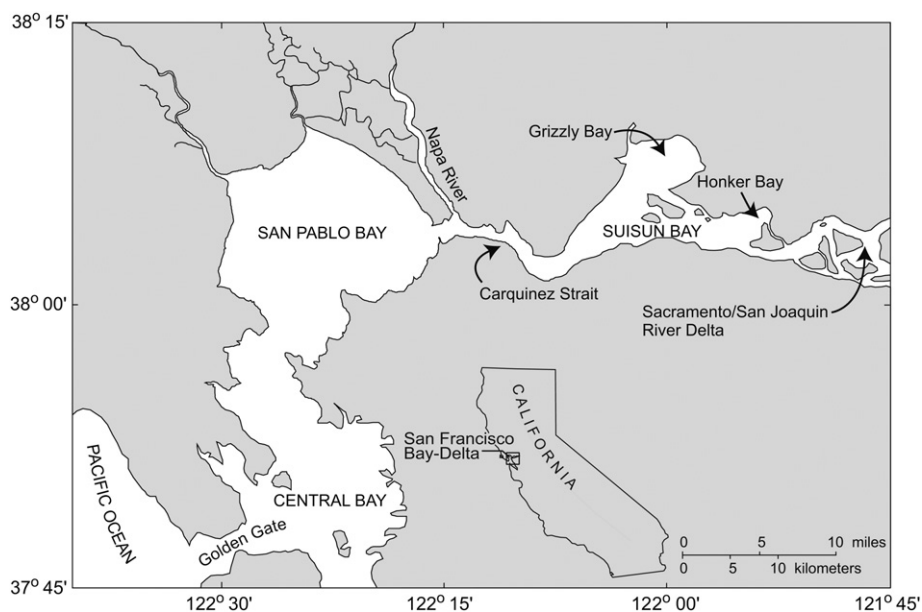 38° 15'
Napa River
Grizzly Bay
Honker Bay
SAN PABLO BAY
SUISUN BAY
Carquinez Strait
38° 00'
Sacramento/San Joaquin
River Delta
CALIFORNIA
San Francisco
Bay-Delta
PACIFIC OCEAN
CENTRAL BAY
Golden Gate
0 5 10 miles
0 5 10 kilometers
37° 45'
122° 30' 122° 15' 122° 00' 121° 45'